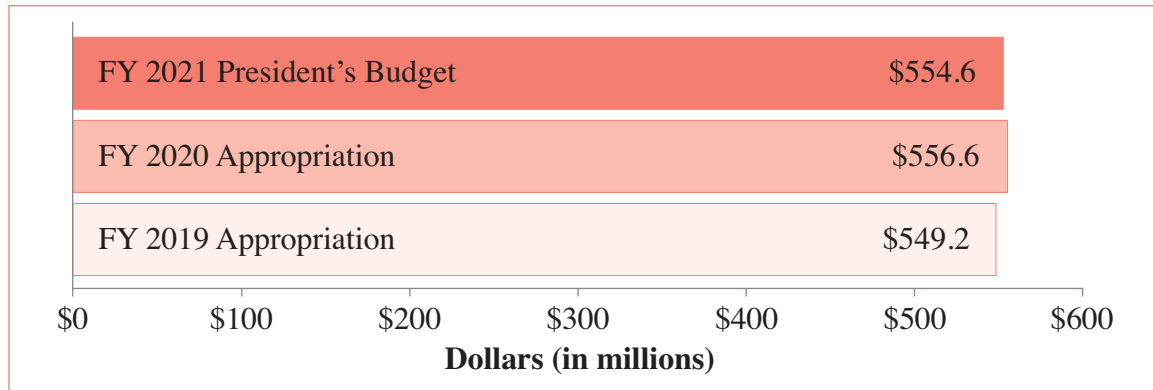 FY 2021 President’s Budget $554.6
FY 2020 Appropriation $556.6
FY 2019 Appropriation $549.2
$0 $100 $200 $300 $400 $500 $600
Dollars (in millions)